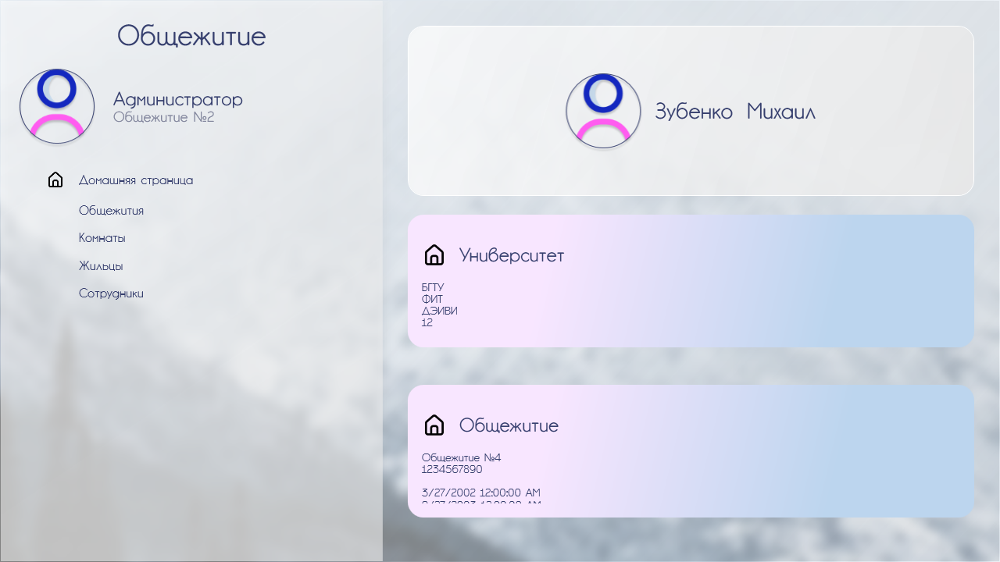 Общежитие
Администратор
Общежитие №2
Домашняя страница
Общежития
Комнаты
Жильцы
Сотрудники
Зубенко Михаил
Университет
БГТУ
ФИТ
ДЭИВИ
12
Общежитие
Общежитие №4
1234567890
3/27/2002 12:00:00 AM